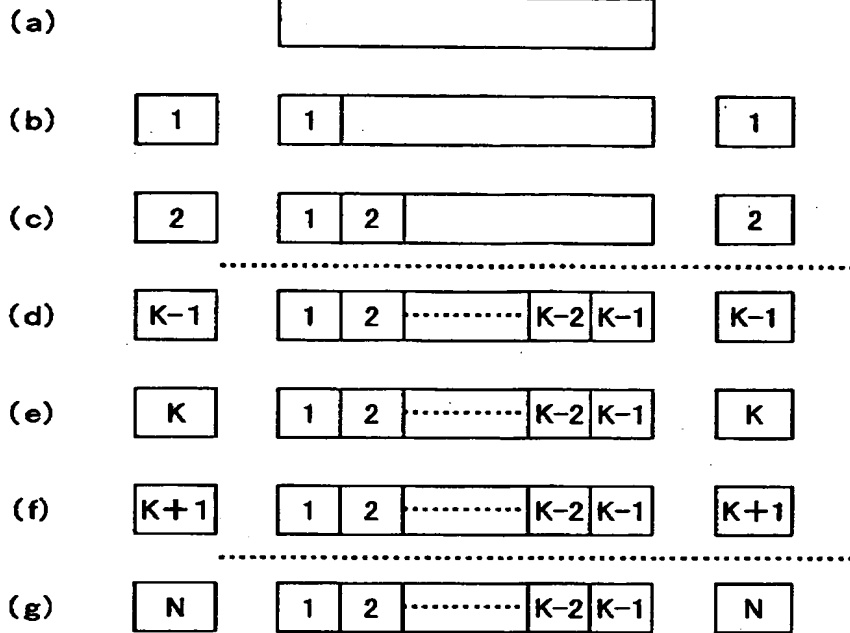 (a)
(b) 1 1 1
(c) 2 1 2 2
(d) K-1 1 2 K-2 K-1 K-1
(e) K 1 2 K-2 K-1 K
(f) K+1 1 2 K-2 K-1 K+1
(g) N 1 2 K-2 K-1 N